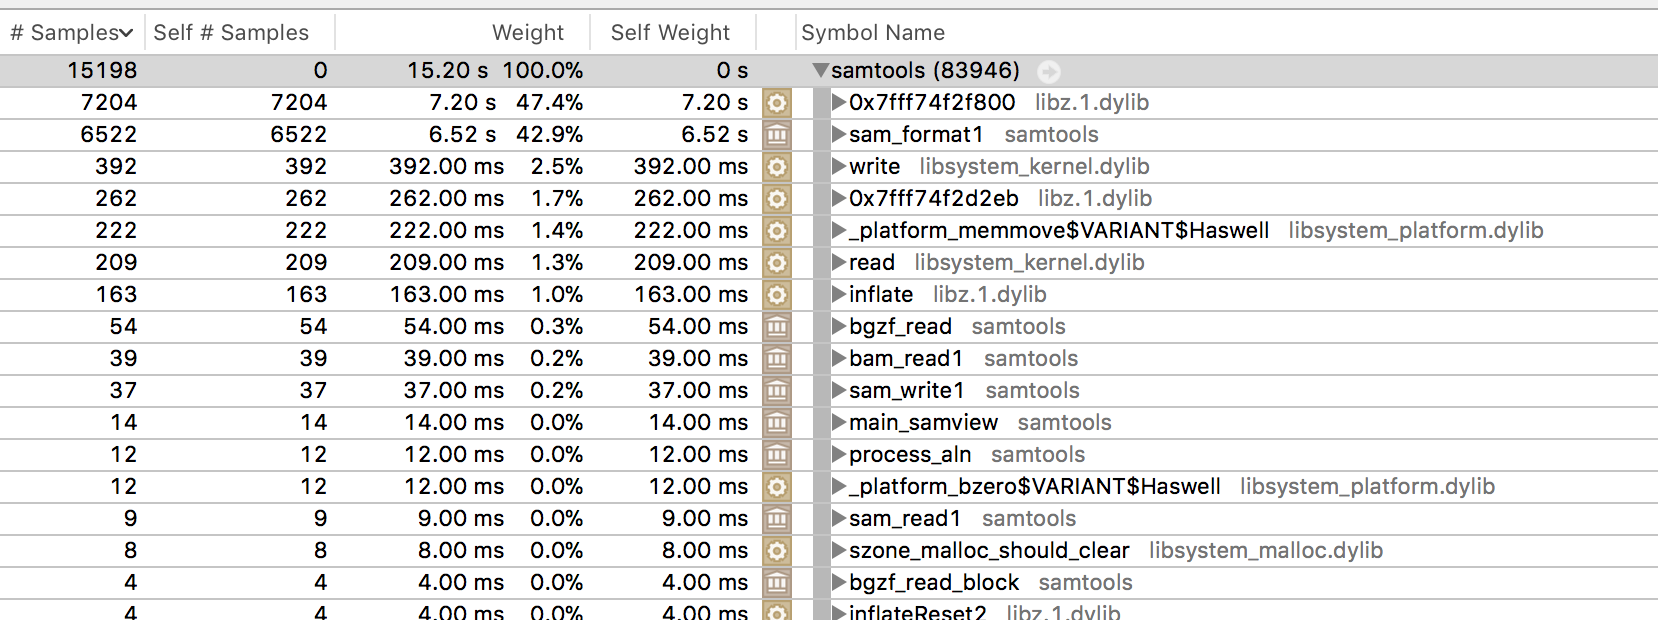 # Samples Self # Samples Weight Self Weight Symbol Name
15198 0 15.20 s 100.0% 0 s samtools (83946)
7204 7204 7.20 s 47.4% 7.20 s 0x7fff74f2f800 libz.1.dylib
6522 6522 6.52 s 42.9% 6.52 s sam_format1 samtools
392 392 392.00 ms 2.5% 392.00 ms write libsystem_kernel.dylib
262 262 262.00 ms 1.7% 262.00 ms 0x7fff74f2d2eb libz.1.dylib
222 222 222.00 ms 1.4% 222.00 ms _platform_memmove$VARIANT$Haswell libsystem_platform.dylib
209 209 209.00 ms 1.3% 209.00 ms read libsystem_kernel.dylib
163 163 163.00 ms 1.0% 163.00 ms inflate libz.1.dylib
54 54 54.00 ms 0.3% 54.00 ms bgzf_read samtools
39 39 39.00 ms 0.2% 39.00 ms bam_read1 samtools
37 37 37.00 ms 0.2% 37.00 ms sam_write1 samtools
14 14 14.00 ms 0.0% 14.00 ms main_samview samtools
12 12 12.00 ms 0.0% 12.00 ms process_aln samtools
12 12 12.00 ms 0.0% 12.00 ms _platform_bzero$VARIANT$Haswell libsystem_platform.dylib
9 9 9.00 ms 0.0% 9.00 ms sam_read1 samtools
8 8 8.00 ms 0.0% 8.00 ms szone_malloc_should_clear libsystem_malloc.dylib
4 4 4.00 ms 0.0% 4.00 ms bgzf_read_block samtools
4 4 4.00 ms 0.0% 4.00 ms inflateReset2 libz.1.dylib